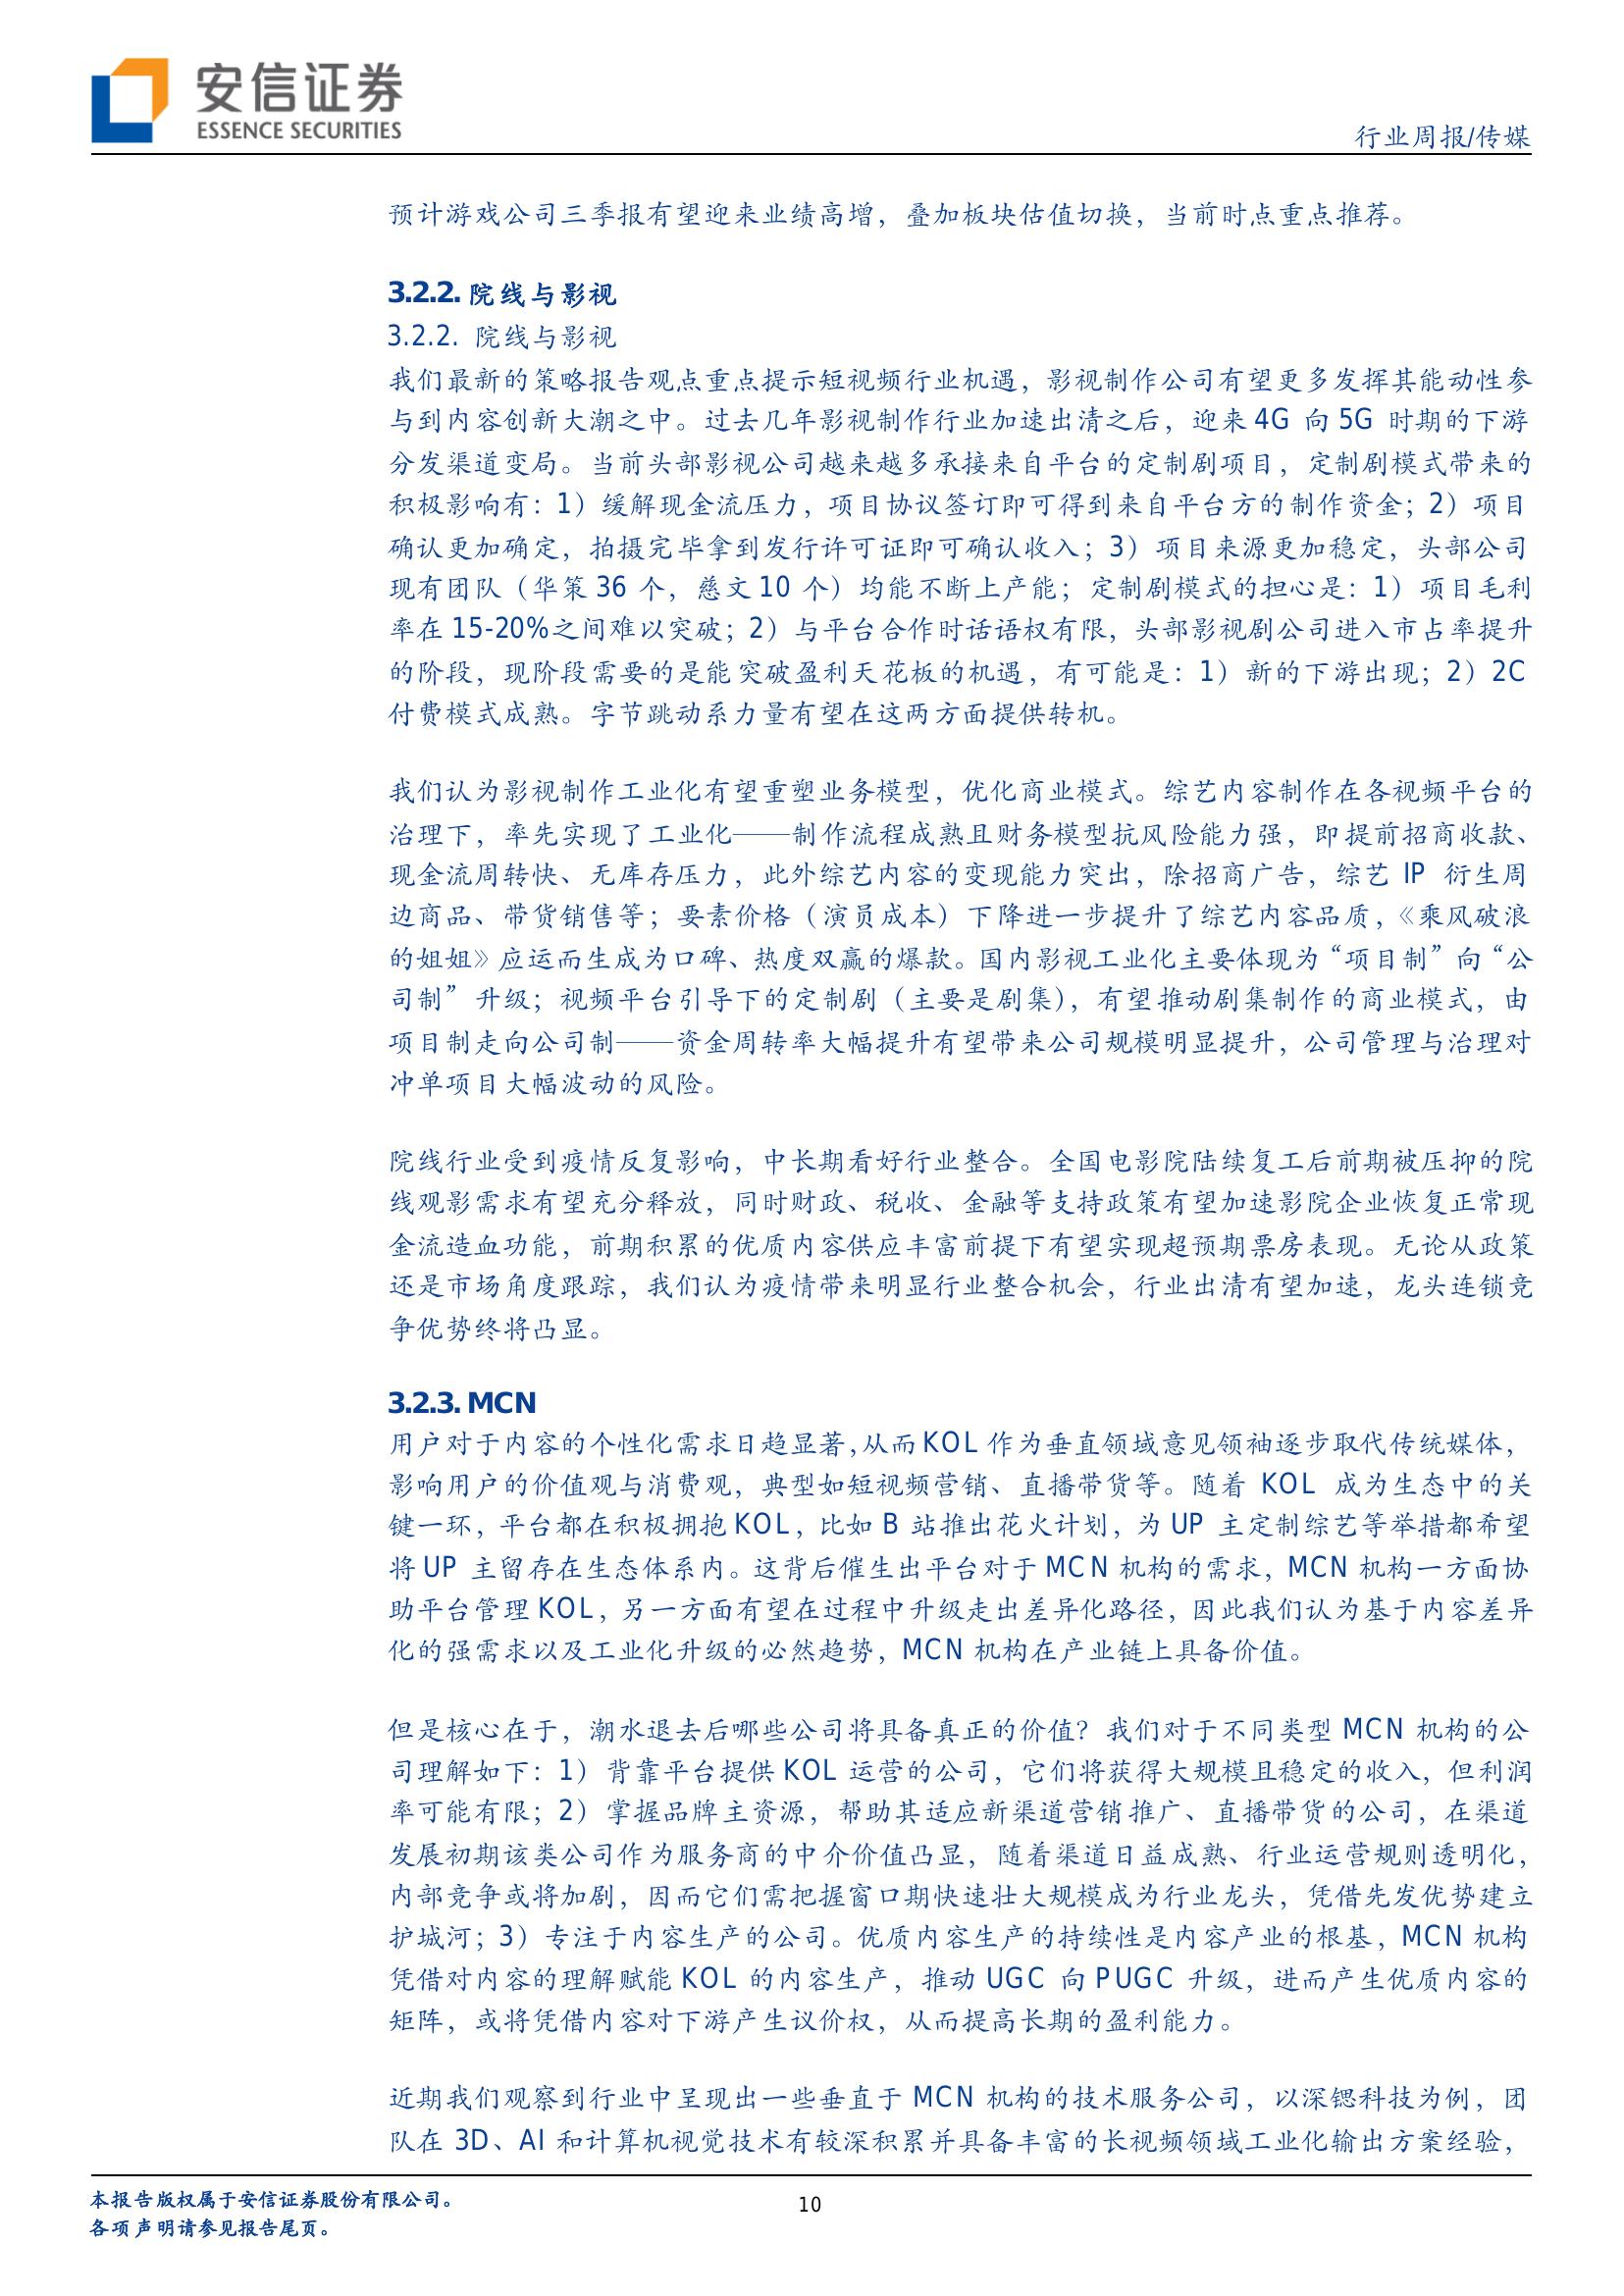 安信证券
ESSENCE SECURITIES
行业周报/传媒
预计游戏公司三季报有望迎来业绩高增，叠加板块估值切换，当前时点重点推荐。
3.2.2. 院线与影视
3.2.2. 院线与影视
我们最新的策略报告观点重点提示短视频行业机遇，影视制作公司有望更多发挥其能动性参
与到内容创新大潮之中。过去几年影视制作行业加速出清之后，迎来 4G 向 5G 时期的下游
分发渠道变局。当前头部影视公司越来越多承接来自平台的定制剧项目，定制剧模式带来的
积极影响有：1）缓解现金流压力，项目协议签订即可得到来自平台方的制作资金；2）项目
确认更加确定，拍摄完毕拿到发行许可证即可确认收入；3）项目来源更加稳定，头部公司
现有团队（华策 36 个，慈文 10 个）均能不断上产能；定制剧模式的担心是：1）项目毛利
率在 15-20%之间难以突破；2）与平台合作时话语权有限，头部影视剧公司进入市占率提升
的阶段，现阶段需要的是能突破盈利天花板的机遇，有可能是：1）新的下游出现；2）2C
付费模式成熟。字节跳动系力量有望在这两方面提供转机。
我们认为影视制作工业化有望重塑业务模型，优化商业模式。综艺内容制作在各视频平台的
治理下，率先实现了工业化——制作流程成熟且财务模型抗风险能力强，即提前招商收款、
现金流周转快、无库存压力，此外综艺内容的变现能力突出，除招商广告，综艺 IP 衍生周
边商品、带货销售等；要素价格（演员成本）下降进一步提升了综艺内容品质，《乘风破浪
的姐姐》应运而生成为口碑、热度双赢的爆款。国内影视工业化主要体现为“项目制”向“公
司制”升级；视频平台引导下的定制剧（主要是剧集），有望推动剧集制作的商业模式，由
项目制走向公司制——资金周转率大幅提升有望带来公司规模明显提升，公司管理与治理对
冲单项目大幅波动的风险。
院线行业受到疫情反复影响，中长期看好行业整合。全国电影院陆续复工后前期被压抑的院
线观影需求有望充分释放，同时财政、税收、金融等支持政策有望加速影院企业恢复正常现
金流造血功能，前期积累的优质内容供应丰富前提下有望实现超预期票房表现。无论从政策
还是市场角度跟踪，我们认为疫情带来明显行业整合机会，行业出清有望加速，龙头连锁竞
争优势终将凸显。
3.2.3. MCN
用户对于内容的个性化需求日趋显著，从而 KOL 作为垂直领域意见领袖逐步取代传统媒体，
影响用户的价值观与消费观，典型如短视频营销、直播带货等。随着 KOL 成为生态中的关
键一环，平台都在积极拥抱 KOL，比如 B 站推出花火计划，为 UP 主定制综艺等举措都希望
将 UP 主留存在生态体系内。这背后催生出平台对于 MCN 机构的需求，MCN 机构一方面协
助平台管理 KOL，另一方面有望在过程中升级走出差异化路径，因此我们认为基于内容差异
化的强需求以及工业化升级的必然趋势，MCN 机构在产业链上具备价值。
但是核心在于，潮水退去后哪些公司将具备真正的价值？我们对于不同类型 MCN 机构的公
司理解如下：1）背靠平台提供 KOL 运营的公司，它们将获得大规模且稳定的收入，但利润
率可能有限；2）掌握品牌主资源，帮助其适应新渠道营销推广、直播带货的公司，在渠道
发展初期该类公司作为服务商的中介价值凸显，随着渠道日益成熟、行业运营规则透明化，
内部竞争或将加剧，因而它们需把握窗口期快速壮大规模成为行业龙头，凭借先发优势建立
护城河；3）专注于内容生产的公司。优质内容生产的持续性是内容产业的根基，MCN 机构
凭借对内容的理解赋能 KOL 的内容生产，推动 UGC 向 PUGC 升级，进而产生优质内容的
矩阵，或将凭借内容对下游产生议价权，从而提高长期的盈利能力。
近期我们观察到行业中呈现出一些垂直于 MCN 机构的技术服务公司，以深锶科技为例，团
队在 3D、AI 和计算机视觉技术有较深积累并具备丰富的长视频领域工业化输出方案经验，
本报告版权属于安信证券股份有限公司。
各项声明请参见报告尾页。
10